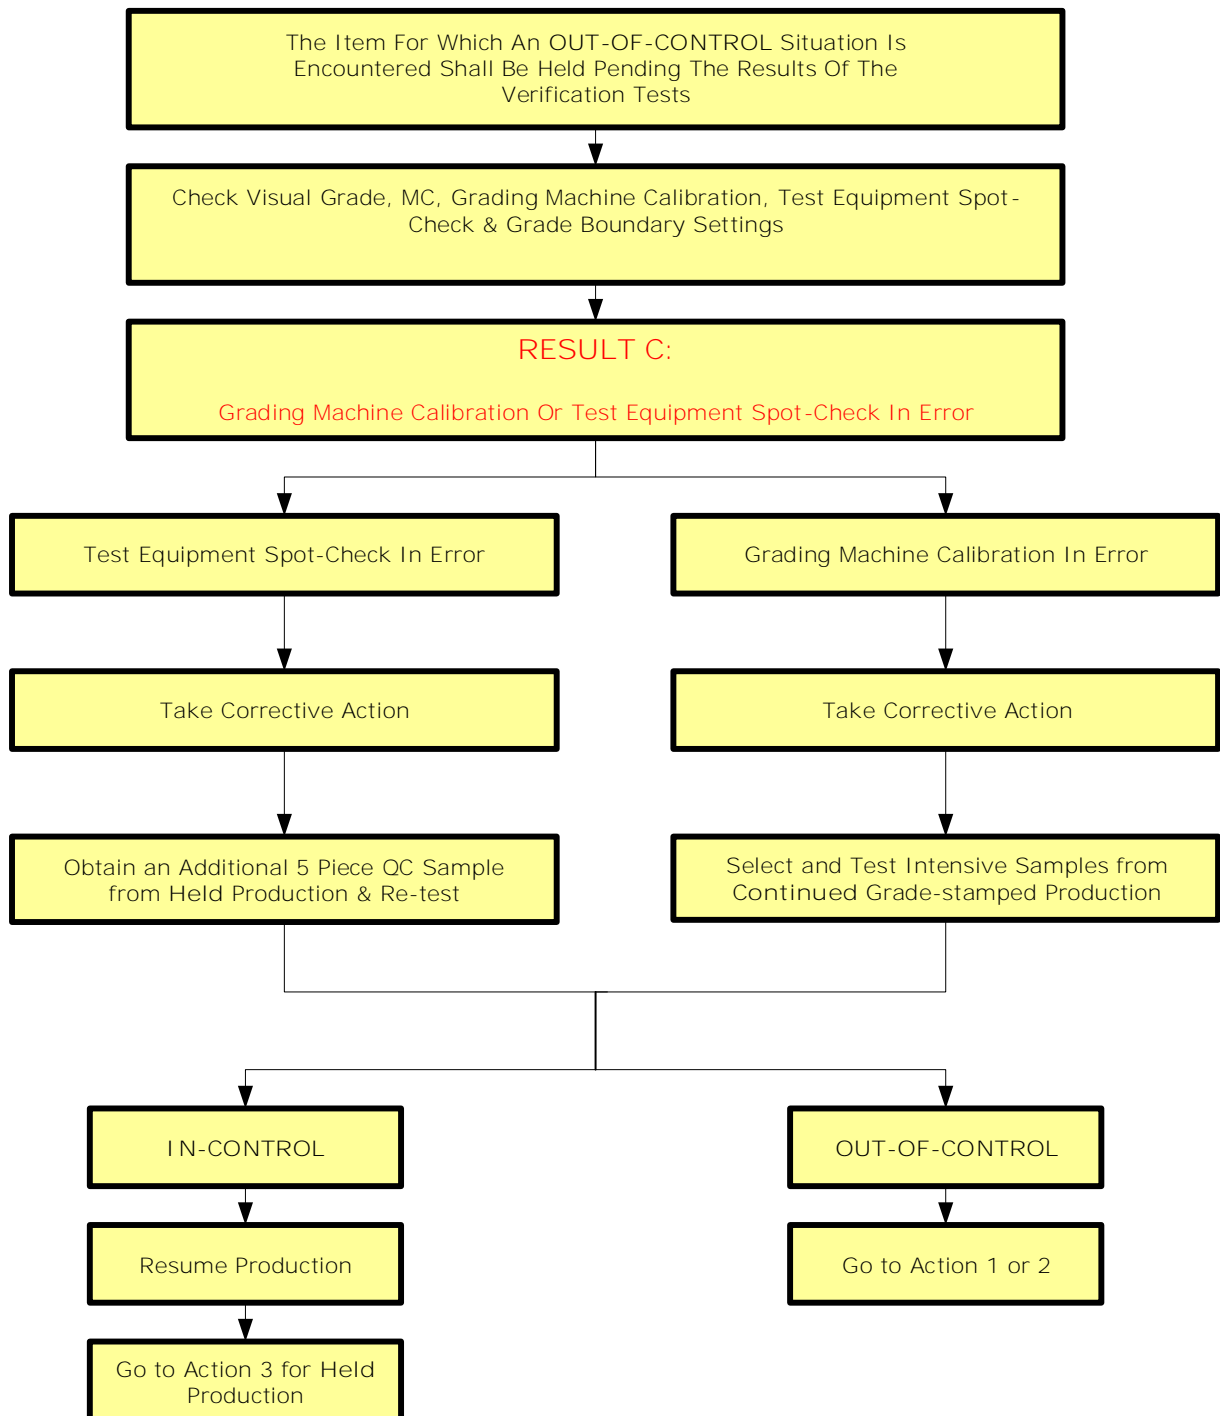 The Item For Which An OUT-OF-CONTROL Situation Is
Encountered Shall Be Held Pending The Results Of The
Verification Tests
Check Visual Grade, MC, Grading Machine Calibration, Test Equipment Spot-
Check & Grade Boundary Settings
RESULT C:
Grading Machine Calibration Or Test Equipment Spot-Check In Error
Test Equipment Spot-Check In Error
Grading Machine Calibration In Error
Take Corrective Action
Take Corrective Action
Obtain an Additional 5 Piece QC Sample
from Held Production & Re-test
Select and Test Intensive Samples from
Continued Grade-stamped Production
IN-CONTROL
OUT-OF-CONTROL
Resume Production
Go to Action 1 or 2
Go to Action 3 for Held
Production